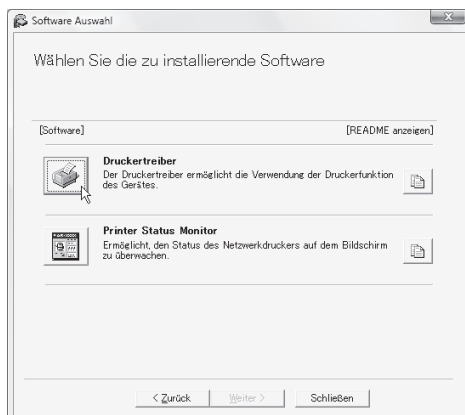 Software Auswahl
Wählen Sie die zu installierende Software
[Software] [README anzeigen]
Druckertreiber
Der Druckertreiber ermöglicht die Verwendung der Druckerfunktion
des Gerätes.
Printer Status Monitor
Ermöglicht, den Status des Netzwerkdruckers auf dem Bildschirm
zu überwachen.
< Zurück Weiter > Schließen